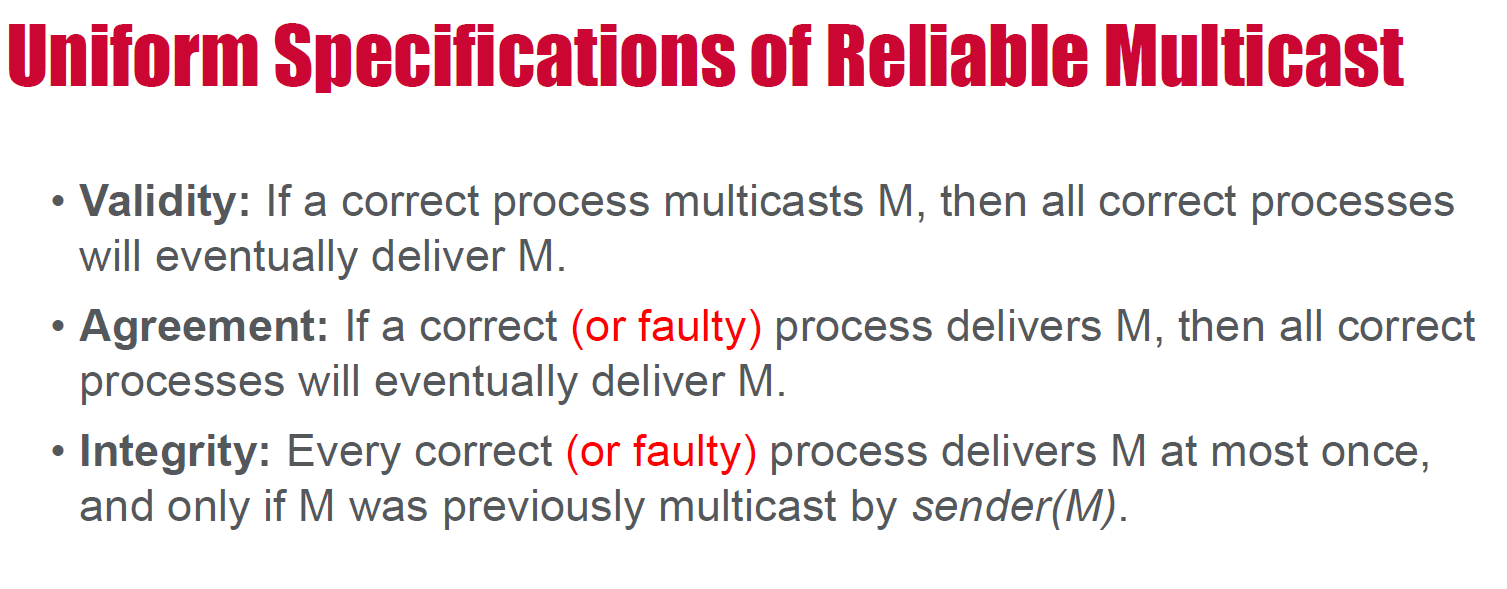 Uniform Specifications of Reliable Multicast
• Validity: If a correct process multicasts M, then all correct processes
will eventually deliver M.
• Agreement: If a correct (or faulty) process delivers M, then all correct
processes will eventually deliver M.
• Integrity: Every correct (or faulty) process delivers M at most once,
and only if M was previously multicast by sender(M).